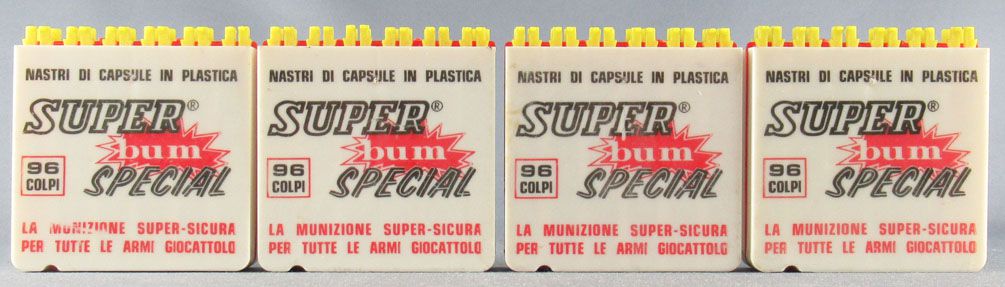 NASTRI DI CAPSULE IN PLASTICA
SUPER®
bum
96
COLPI
SPECIAL
LA MUNIZIONE SUPER-SICURA
PER TUTTE LE ARMI GIOCATTOLO
NASTRI DI CAPSULE IN PLASTICA
SUPER®
bum
96
COLPI
SPECIAL
LA MUNIZIONE SUPER-SICURA
PER TUTTE LE ARMI GIOCATTOLO
NASTRI DI CAPSULE IN PLASTICA
SUPER®
bum
96
COLPI
SPECIAL
LA MUNIZIONE SUPER-SICURA
PER TUTTE LE ARMI GIOCATTOLO
NASTRI DI CAPSULE IN PLASTICA
SUPER®
bum
96
COLPI
SPECIAL
LA MUNIZIONE SUPER-SICURA
PER TUTTE LE ARMI GIOCATTOLO